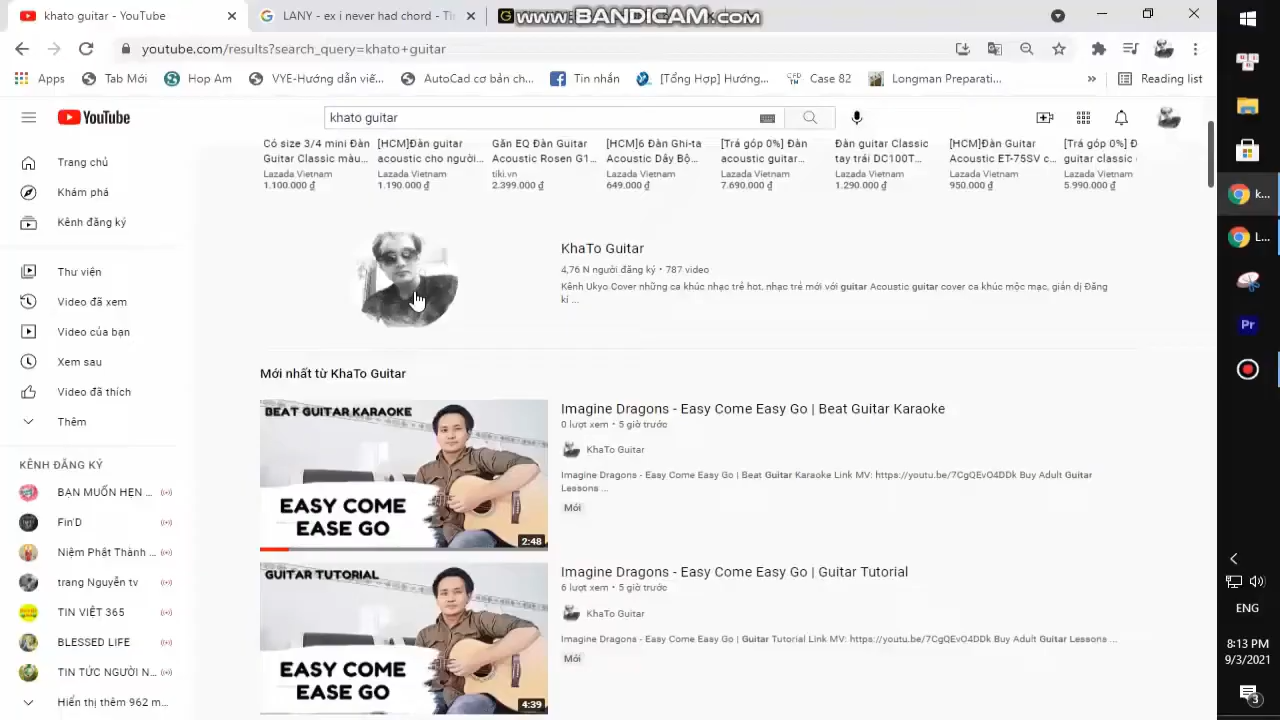 khato guitar - YouTube
LANY - ex i never had chord - Ti
www.BANDICAM.com
youtube.com/results?search_query=khato+guitar
Apps
Tab Mới
Hop Am
VYE-Hướng dẫn viê...
AutoCad cơ bản ch...
Tin nhắn
[Tổng Hợp] Hướng...
Case 82
Longman Preparati...
»
Reading list
YouTube
khato guitar
Có size 3/4 mini Đàn Guitar Classic màu...
Lazada Vietnam
1.100.000 ₫
[HCM]Đàn guitar acoustic cho người...
Lazada Vietnam
1.190.000 ₫
Gắn EQ Đàn Guitar Acoustic Rosen G1...
tiki.vn
2.399.000 ₫
[HCM]6 Đàn Ghi-ta Acoustic Dây Bộ...
Lazada Vietnam
649.000 ₫
[Trả góp 0%] Đàn acoustic guitar...
Lazada Vietnam
7.690.000 ₫
Đàn guitar Classic tay trái DC100T...
Lazada Vietnam
1.290.000 ₫
[HCM]Đàn Guitar Acoustic ET-75SV c...
Lazada Vietnam
950.000 ₫
[Trả góp 0%] Đàn guitar classic
Lazada Vietnam
5.990.000 ₫
Trang chủ
Khám phá
Kênh đăng ký
Thư viện
Video đã xem
Video của bạn
Xem sau
Video đã thích
Thêm
KÊNH ĐĂNG KÝ
BẠN MUỐN HẸN ...
Fin'D
Niệm Phật Thành ...
trang Nguyễn tv
TIN VIỆT 365
BLESSED LIFE
TIN TỨC NGƯỜI N...
Hiển thị thêm 962 m...
KhaTo Guitar
4,76 N người đăng ký • 787 video
Kênh Ukyo Cover những ca khúc nhạc trẻ hot, nhạc trẻ mới với guitar Acoustic guitar cover ca khúc mộc mạc, giản dị Đăng
kí ...
Mới nhất từ KhaTo Guitar
BEAT GUITAR KARAOKE
EASY COME
EASE GO
2:48
Imagine Dragons - Easy Come Easy Go | Beat Guitar Karaoke
0 lượt xem • 5 giờ trước
KhaTo Guitar
Imagine Dragons - Easy Come Easy Go | Beat Guitar Karaoke Link MV: https://youtu.be/7CgQEvO4DDk Buy Adult Guitar
Lessons ...
Mới
GUITAR TUTORIAL
EASY COME
EASE GO
4:39
Imagine Dragons - Easy Come Easy Go | Guitar Tutorial
6 lượt xem • 5 giờ trước
KhaTo Guitar
Imagine Dragons - Easy Come Easy Go | Guitar Tutorial Link MV: https://youtu.be/7CgQEvO4DDk Buy Adult Guitar Lessons ...
Mới
k...
L...
Pr
ENG
8:13 PM
9/3/2021
3